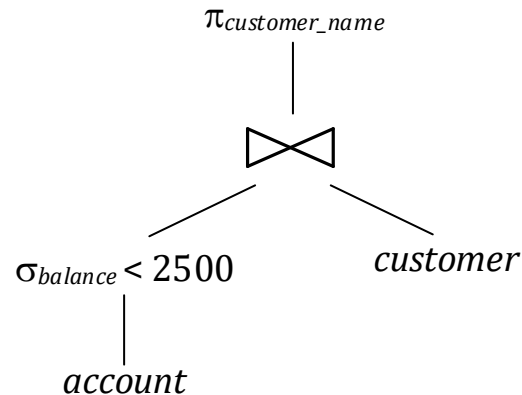 πcustomer_name
⋈
σbalance < 2500
customer
account